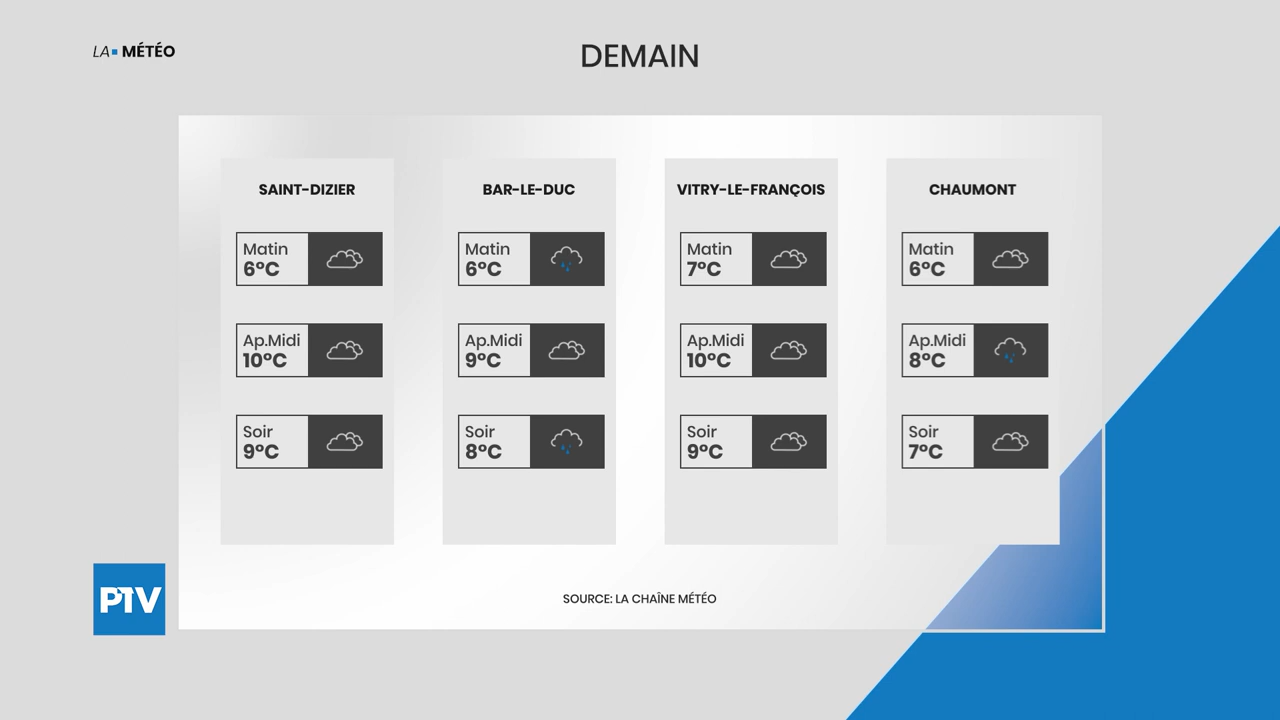 LA MÉTÉO
DEMAIN
SAINT-DIZIER
Matin
6°C
Ap.Midi
10°C
Soir
9°C
BAR-LE-DUC
Matin
6°C
Ap.Midi
9°C
Soir
8°C
VITRY-LE-FRANÇOIS
Matin
7°C
Ap.Midi
10°C
Soir
9°C
CHAUMONT
Matin
6°C
Ap.Midi
8°C
Soir
7°C
SOURCE: LA CHAÎNE MÉTÉO
PTV